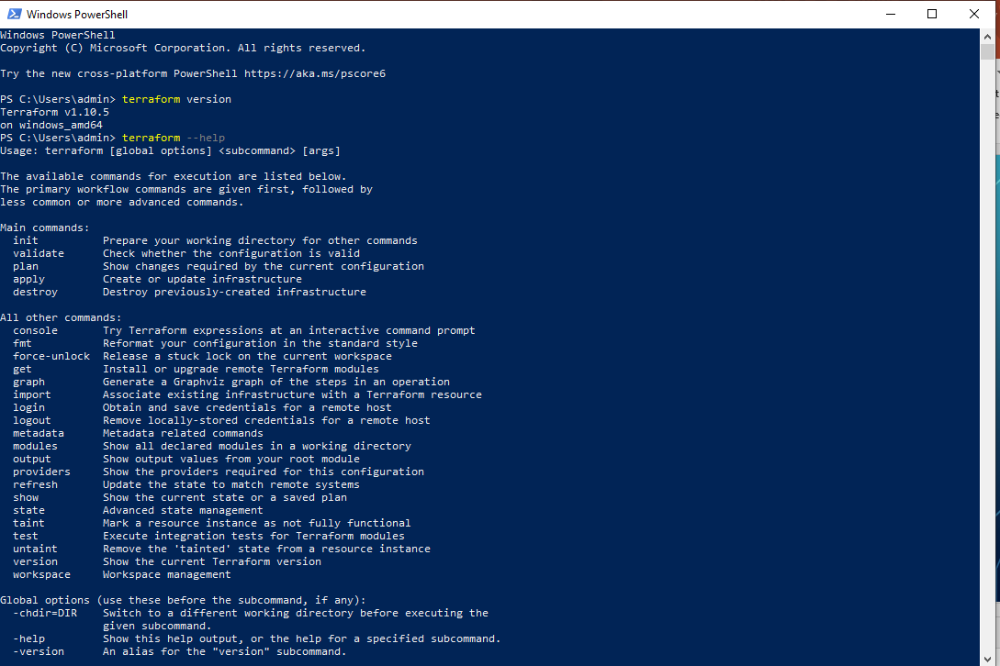 Windows PowerShell
Windows PowerShell
Copyright (C) Microsoft Corporation. All rights reserved.
Try the new cross-platform PowerShell https://aka.ms/pscore6
PS C:\Users\admin> terraform version
Terraform v1.10.5
on windows_amd64
PS C:\Users\admin> terraform --help
Usage: terraform [global options] <subcommand> [args]
The available commands for execution are listed below.
The primary workflow commands are given first, followed by
less common or more advanced commands.
Main commands:
  init          Prepare your working directory for other commands
  validate      Check whether the configuration is valid
  plan          Show changes required by the current configuration
  apply         Create or update infrastructure
  destroy       Destroy previously-created infrastructure
All other commands:
  console       Try Terraform expressions at an interactive command prompt
  fmt           Reformat your configuration in the standard style
  force-unlock  Release a stuck lock on the current workspace
  get           Install or upgrade remote Terraform modules
  graph         Generate a Graphviz graph of the steps in an operation
  import        Associate existing infrastructure with a Terraform resource
  login         Obtain and save credentials for a remote host
  logout        Remove locally-stored credentials for a remote host
  metadata      Metadata related commands
  modules       Show all declared modules in a working directory
  output        Show output values from your root module
  providers     Show the providers required for this configuration
  refresh       Update the state to match remote systems
  show          Show the current state or a saved plan
  state         Advanced state management
  taint         Mark a resource instance as not fully functional
  test          Execute integration tests for Terraform modules
  untaint       Remove the 'tainted' state from a resource instance
  version       Show the current Terraform version
  workspace     Workspace management
Global options (use these before the subcommand, if any):
  -chdir=DIR    Switch to a different working directory before executing the
                given subcommand.
  -help         Show this help output, or the help for a specified subcommand.
  -version      An alias for the "version" subcommand.